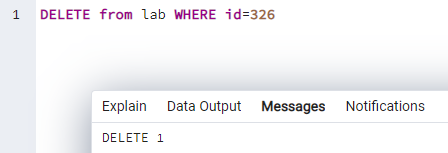 1 DELETE from lab WHERE id=326
Explain Data Output Messages Notifications
DELETE 1